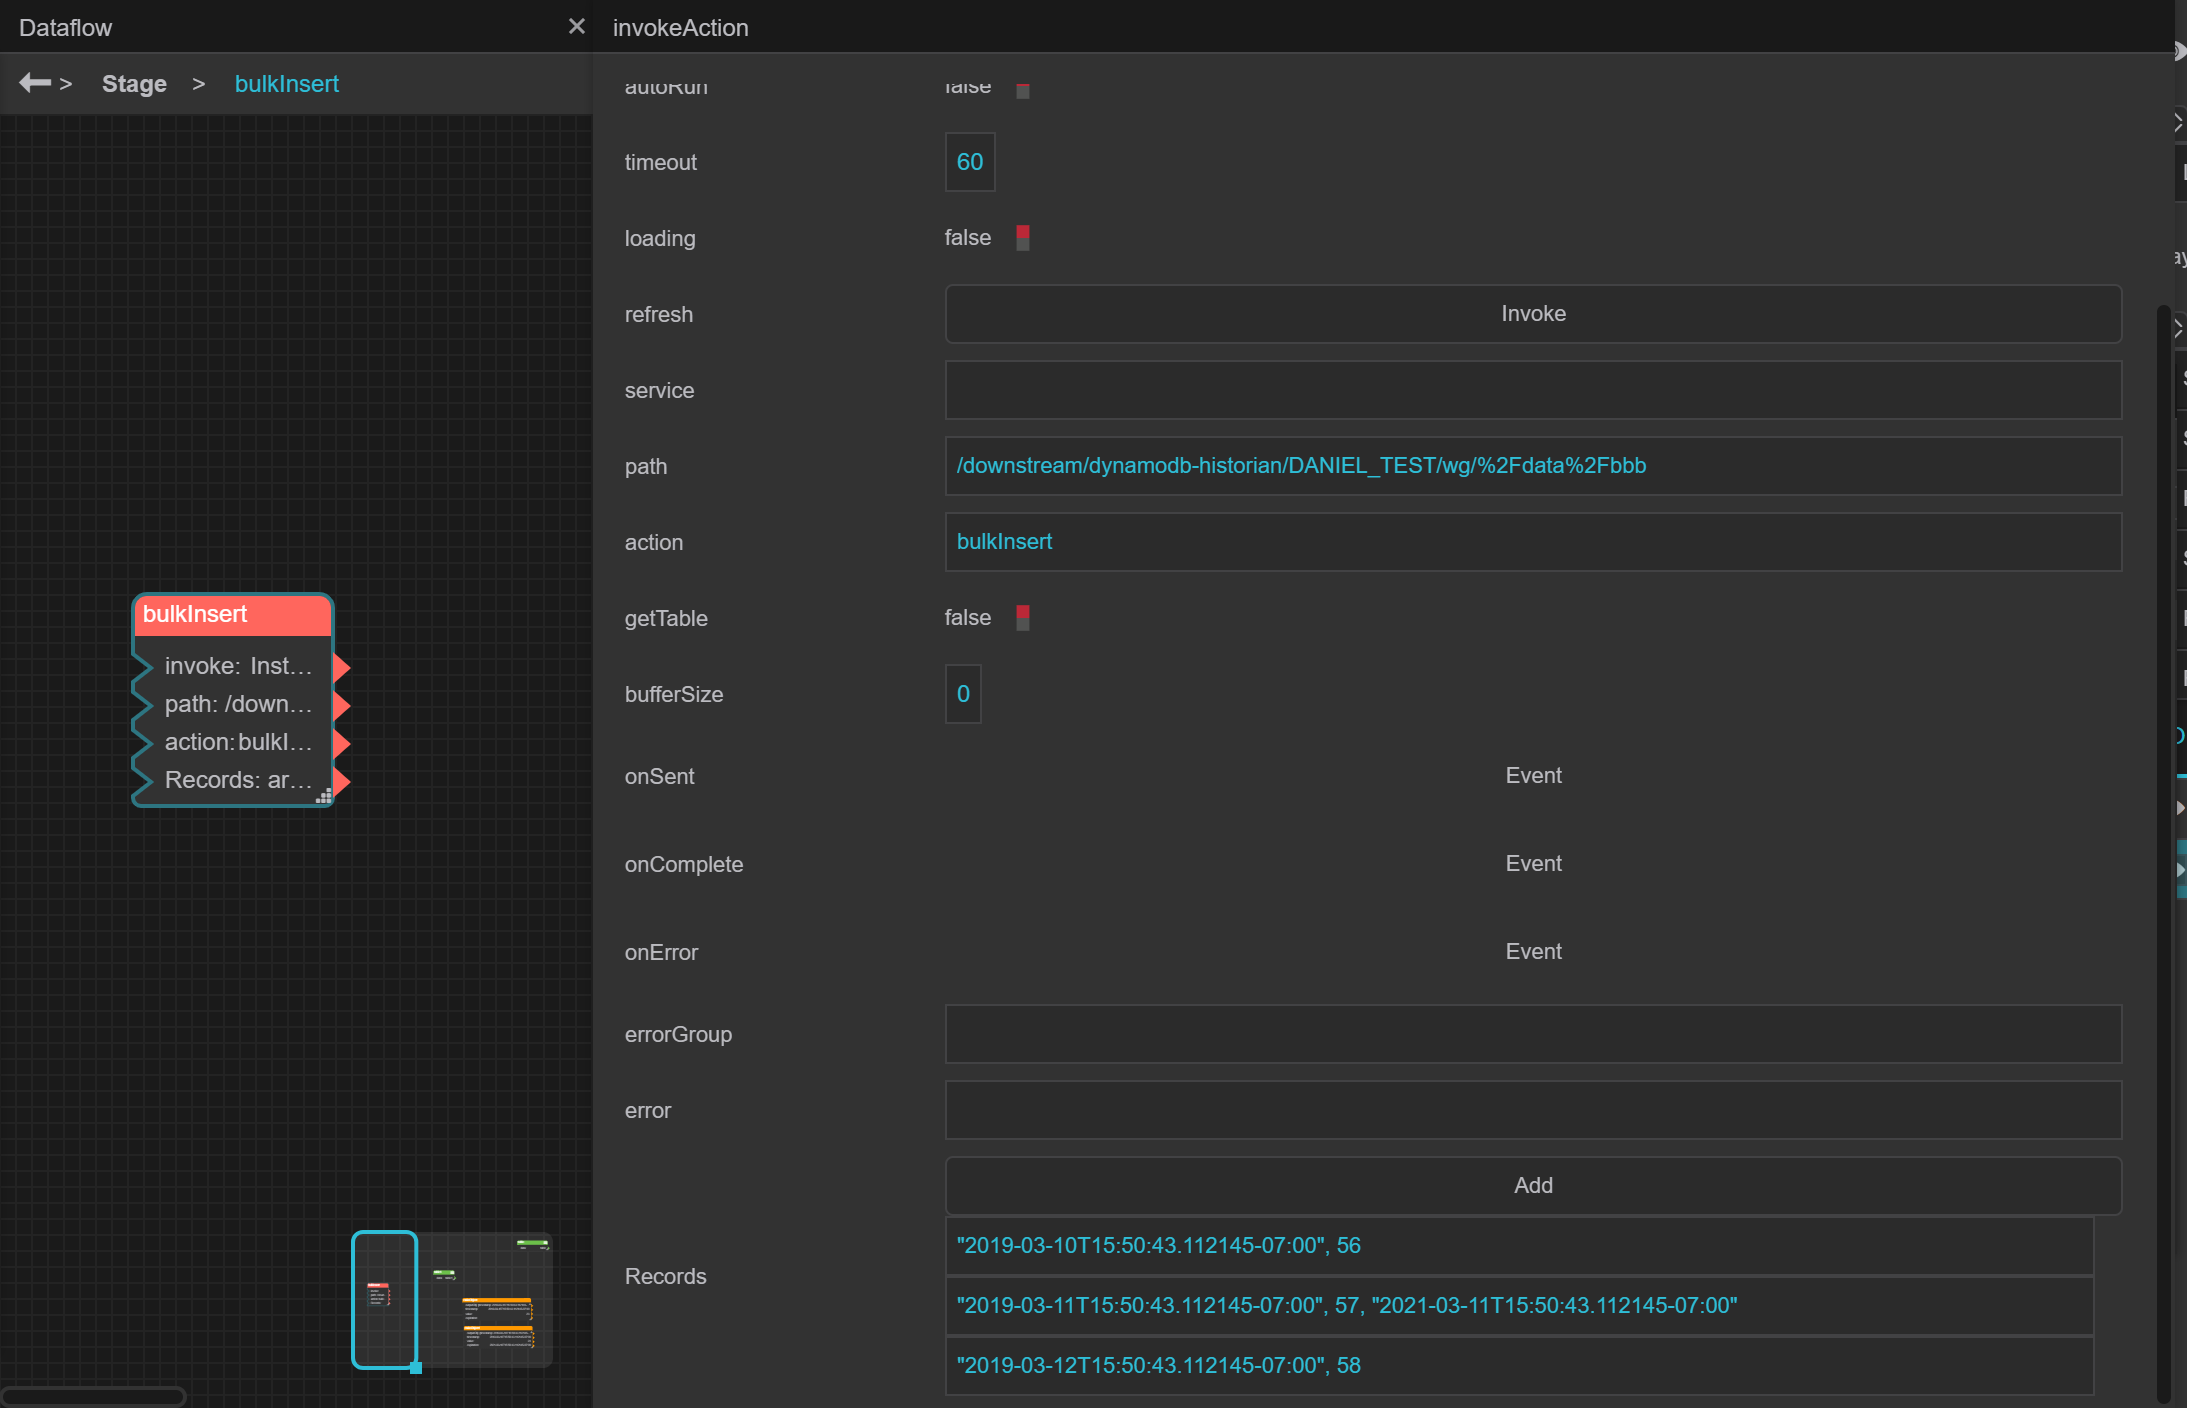 Dataflow
invokeAction
> Stage > bulkInsert
autoRun false
timeout 60
loading false
refresh Invoke
service
path /downstream/dynamodb-historian/DANIEL_TEST/wg/%2Fdata%2Fbbb
action bulkInsert
getTable false
bufferSize 0
onSent Event
onComplete Event
onError Event
errorGroup
error
Add
Records
"2019-03-10T15:50:43.112145-07:00", 56
"2019-03-11T15:50:43.112145-07:00", 57, "2021-03-11T15:50:43.112145-07:00"
"2019-03-12T15:50:43.112145-07:00", 58
bulkInsert
invoke: Inst...
path: /down...
action: bulkI...
Records: ar...